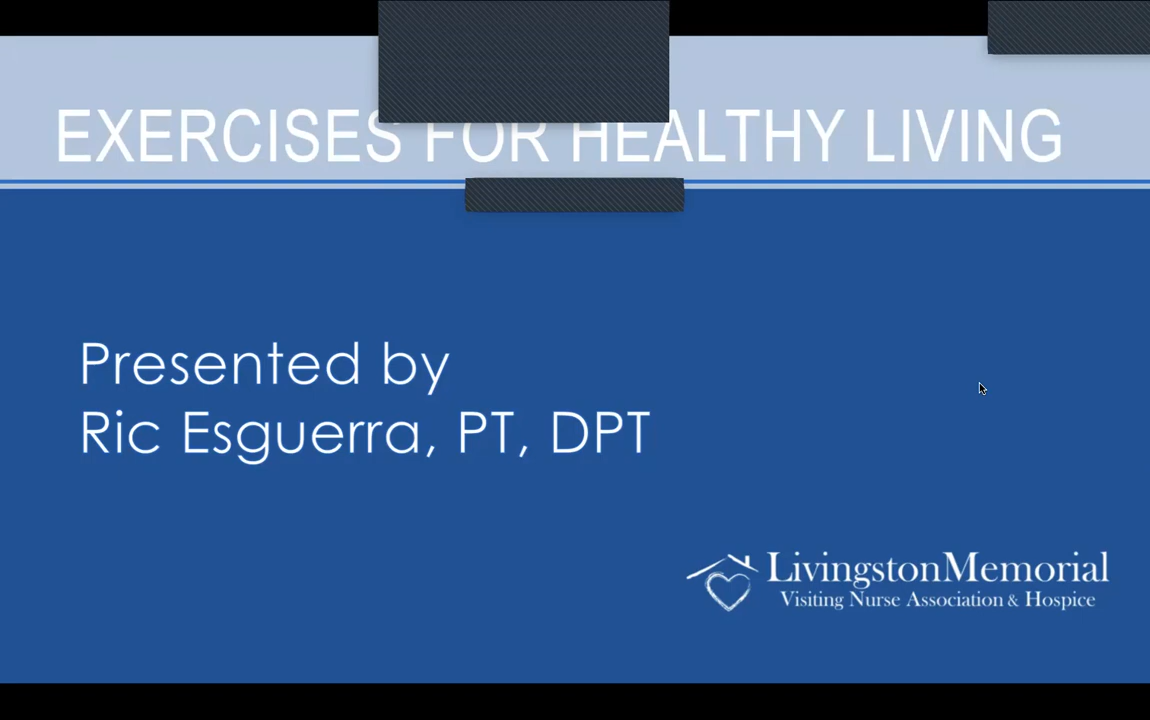 EXERCISES FOR HEALTHY LIVING
Presented by
Ric Esguerra, PT, DPT
LivingstonMemorial
Visiting Nurse Association & Hospice